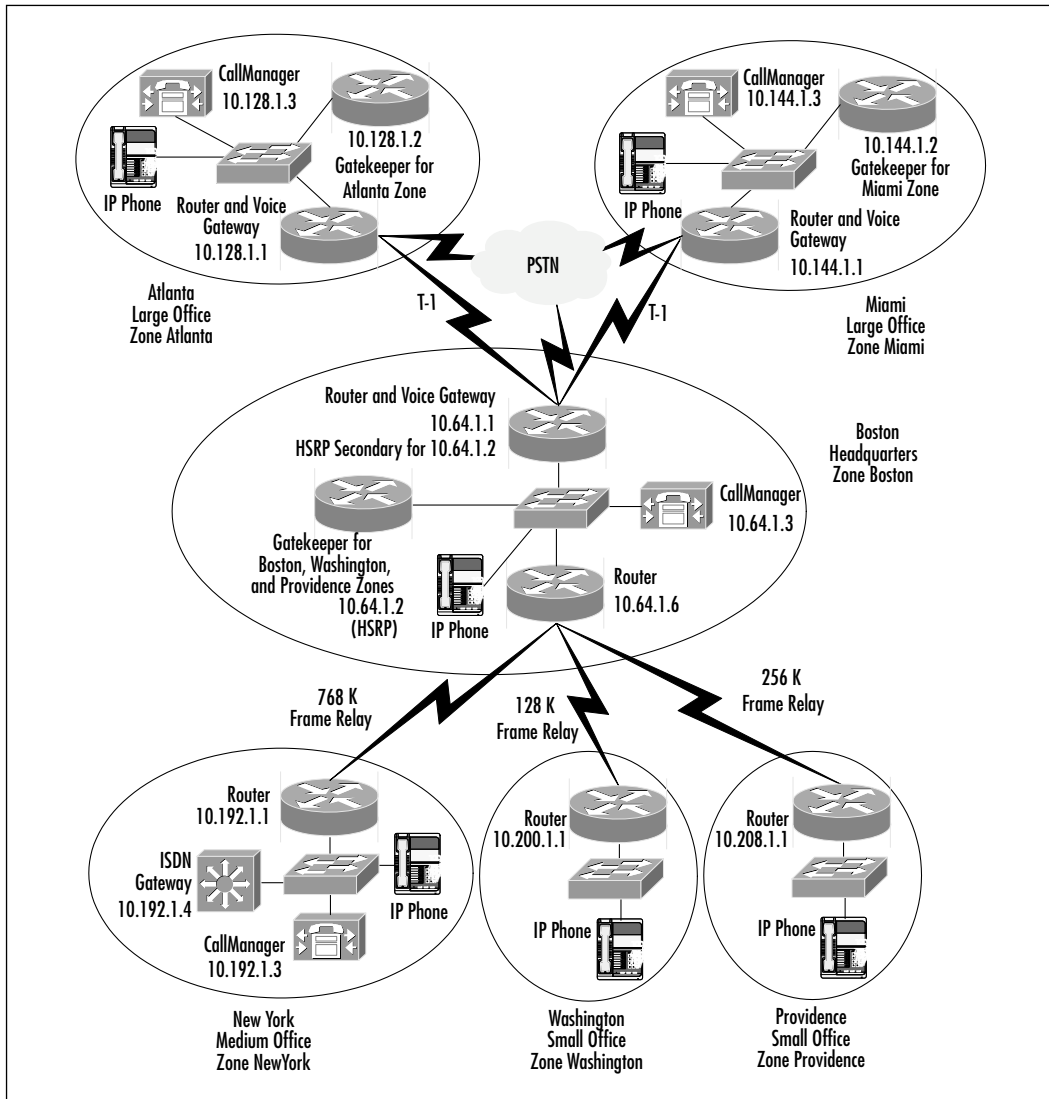 CallManager
10.128.1.3
10.128.1.2
Gatekeeper for
Atlanta Zone
IP Phone
Router and Voice
Gateway
10.128.1.1
Atlanta
Large Office
Zone Atlanta
CallManager
10.144.1.3
10.144.1.2
Gatekeeper for
Miami Zone
IP Phone
Router and Voice
Gateway
10.144.1.1
Miami
Large Office
Zone Miami
PSTN
T-1
T-1
Router and Voice Gateway
10.64.1.1
HSRP Secondary for 10.64.1.2
Boston
Headquarters
Zone Boston
CallManager
10.64.1.3
Gatekeeper for
Boston, Washington,
and Providence Zones
10.64.1.2
(HSRP)
IP Phone
Router
10.64.1.6
768 K
Frame Relay
128 K
Frame Relay
256 K
Frame Relay
Router
10.192.1.1
ISDN
Gateway
10.192.1.4
IP Phone
CallManager
10.192.1.3
New York
Medium Office
Zone NewYork
Router
10.200.1.1
IP Phone
Washington
Small Office
Zone Washington
Router
10.208.1.1
IP Phone
Providence
Small Office
Zone Providence